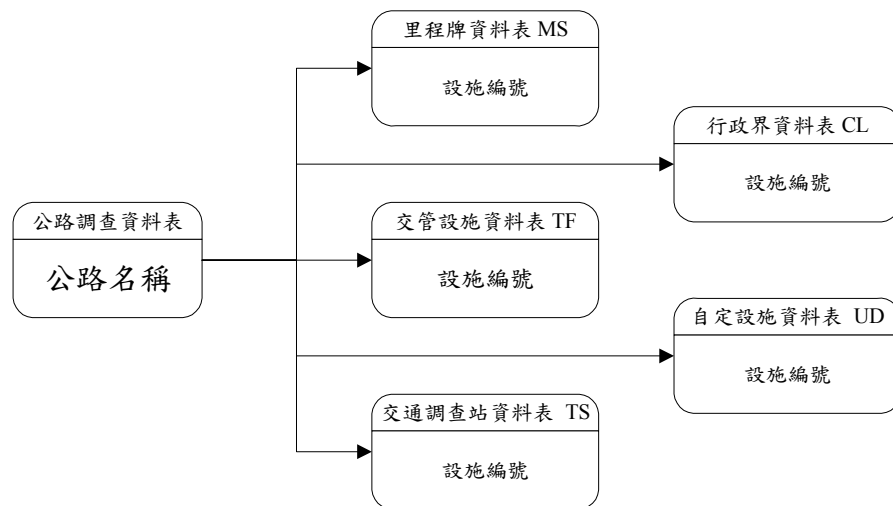 里程牌資料表 MS
設施編號
行政界資料表 CL
設施編號
公路調查資料表
公路名稱
交管設施資料表 TF
設施編號
自定設施資料表 UD
設施編號
交通調查站資料表 TS
設施編號